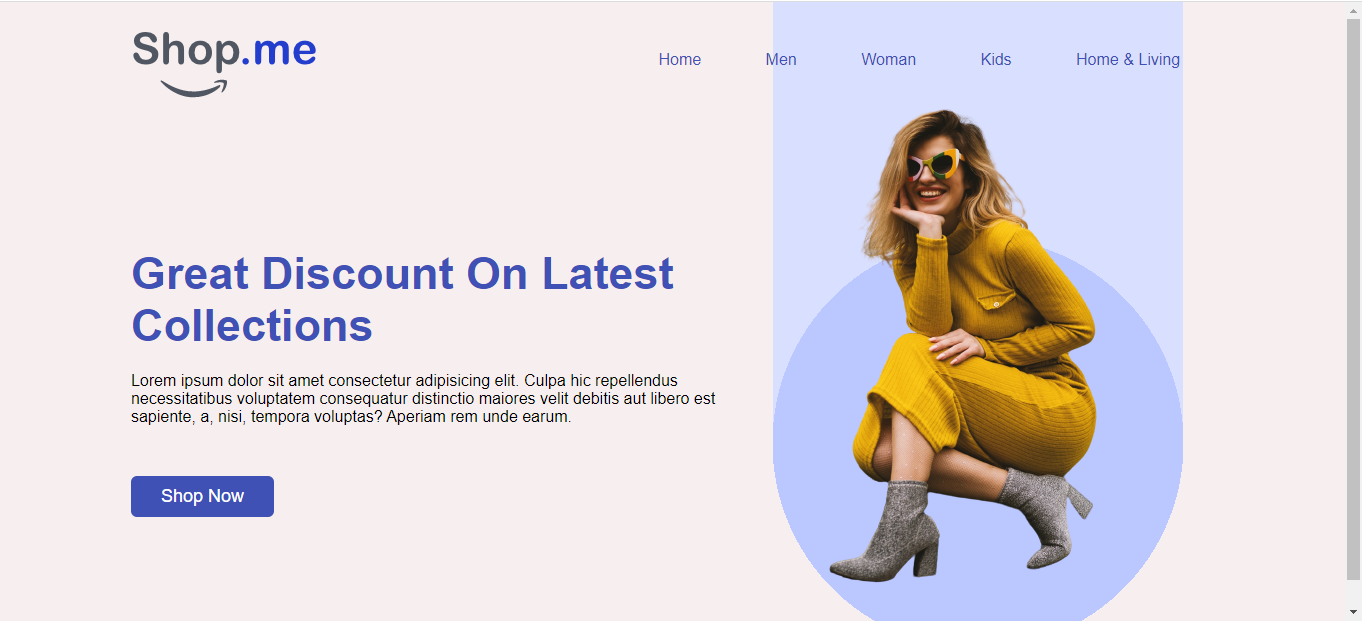 Shop.me
Home Men Woman Kids Home & Living
Great Discount On Latest
Collections
Lorem ipsum dolor sit amet consectetur adipisicing elit. Culpa hic repellendus
necessitatibus voluptatem consequatur distinctio maiores velit debitis aut libero est
sapiente, a, nisi, tempora voluptas? Aperiam rem unde earum.
Shop Now